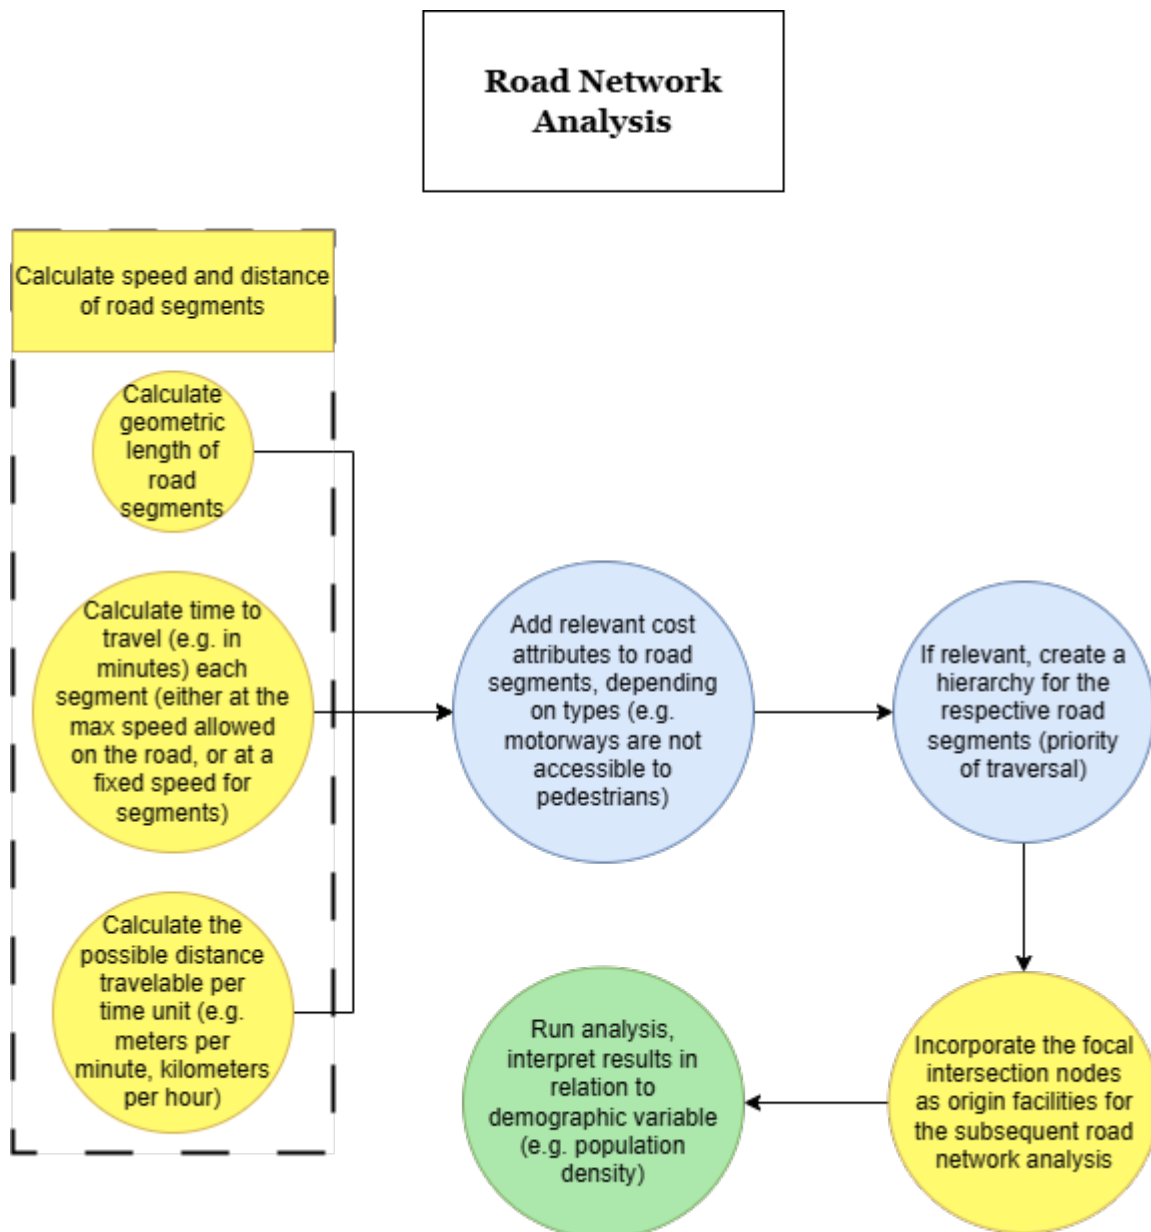 Road Network
Analysis
Calculate speed and distance
of road segments
Calculate
geometric
length of
road
segments
Calculate time to
travel (e.g. in
minutes) each
segment (either at the
max speed allowed
on the road, or at a
fixed speed for
segments)
Calculate the
possible distance
travelable per
time unit (e.g.
meters per
minute, kilometers
per hour)
Add relevant cost
attributes to road
segments, depending
on types (e.g.
motorways are not
accessible to
pedestrians)
If relevant, create a
hierarchy for the
respective road
segments (priority
of traversal)
Incorporate the focal
intersection nodes
as origin facilities for
the subsequent road
network analysis
Run analysis,
interpret results in
relation to
demographic variable
(e.g. population
density)